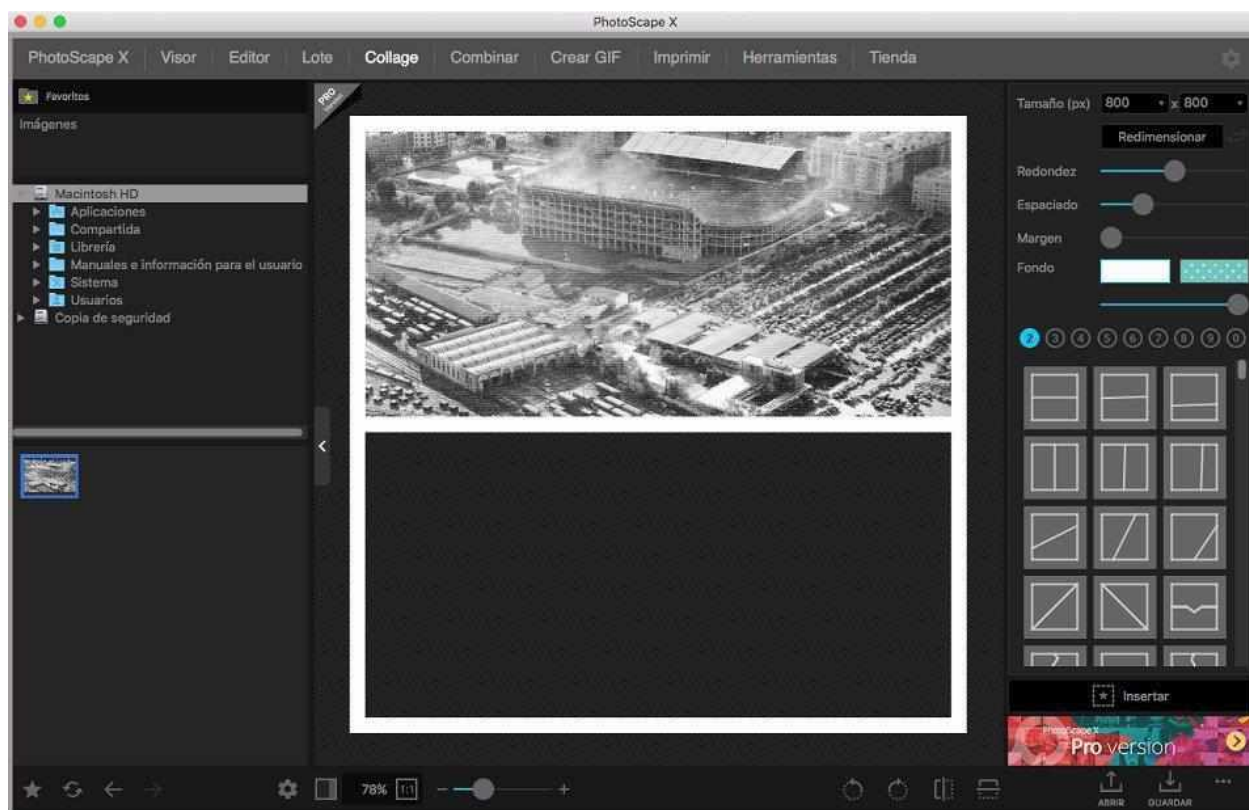 PhotoScape X
PhotoScape X Visor Editor Lote Collage Combinar Crear GIF Imprimir Herramientas Tienda
Favoritos
Imágenes
Macintosh HD
Aplicaciones
Compartida
Librería
Manuales e información para el usuario
Sistema
Usuarios
Copia de seguridad
PRO
Tamaño (px) 800 x 800
Redimensionar
Redondez
Espaciado
Margen
Fondo
2 3 4 5 6 7 8 9 0
Insertar
PhotoScape X
Pro version
78% 1:1
ABRIR GUARDAR